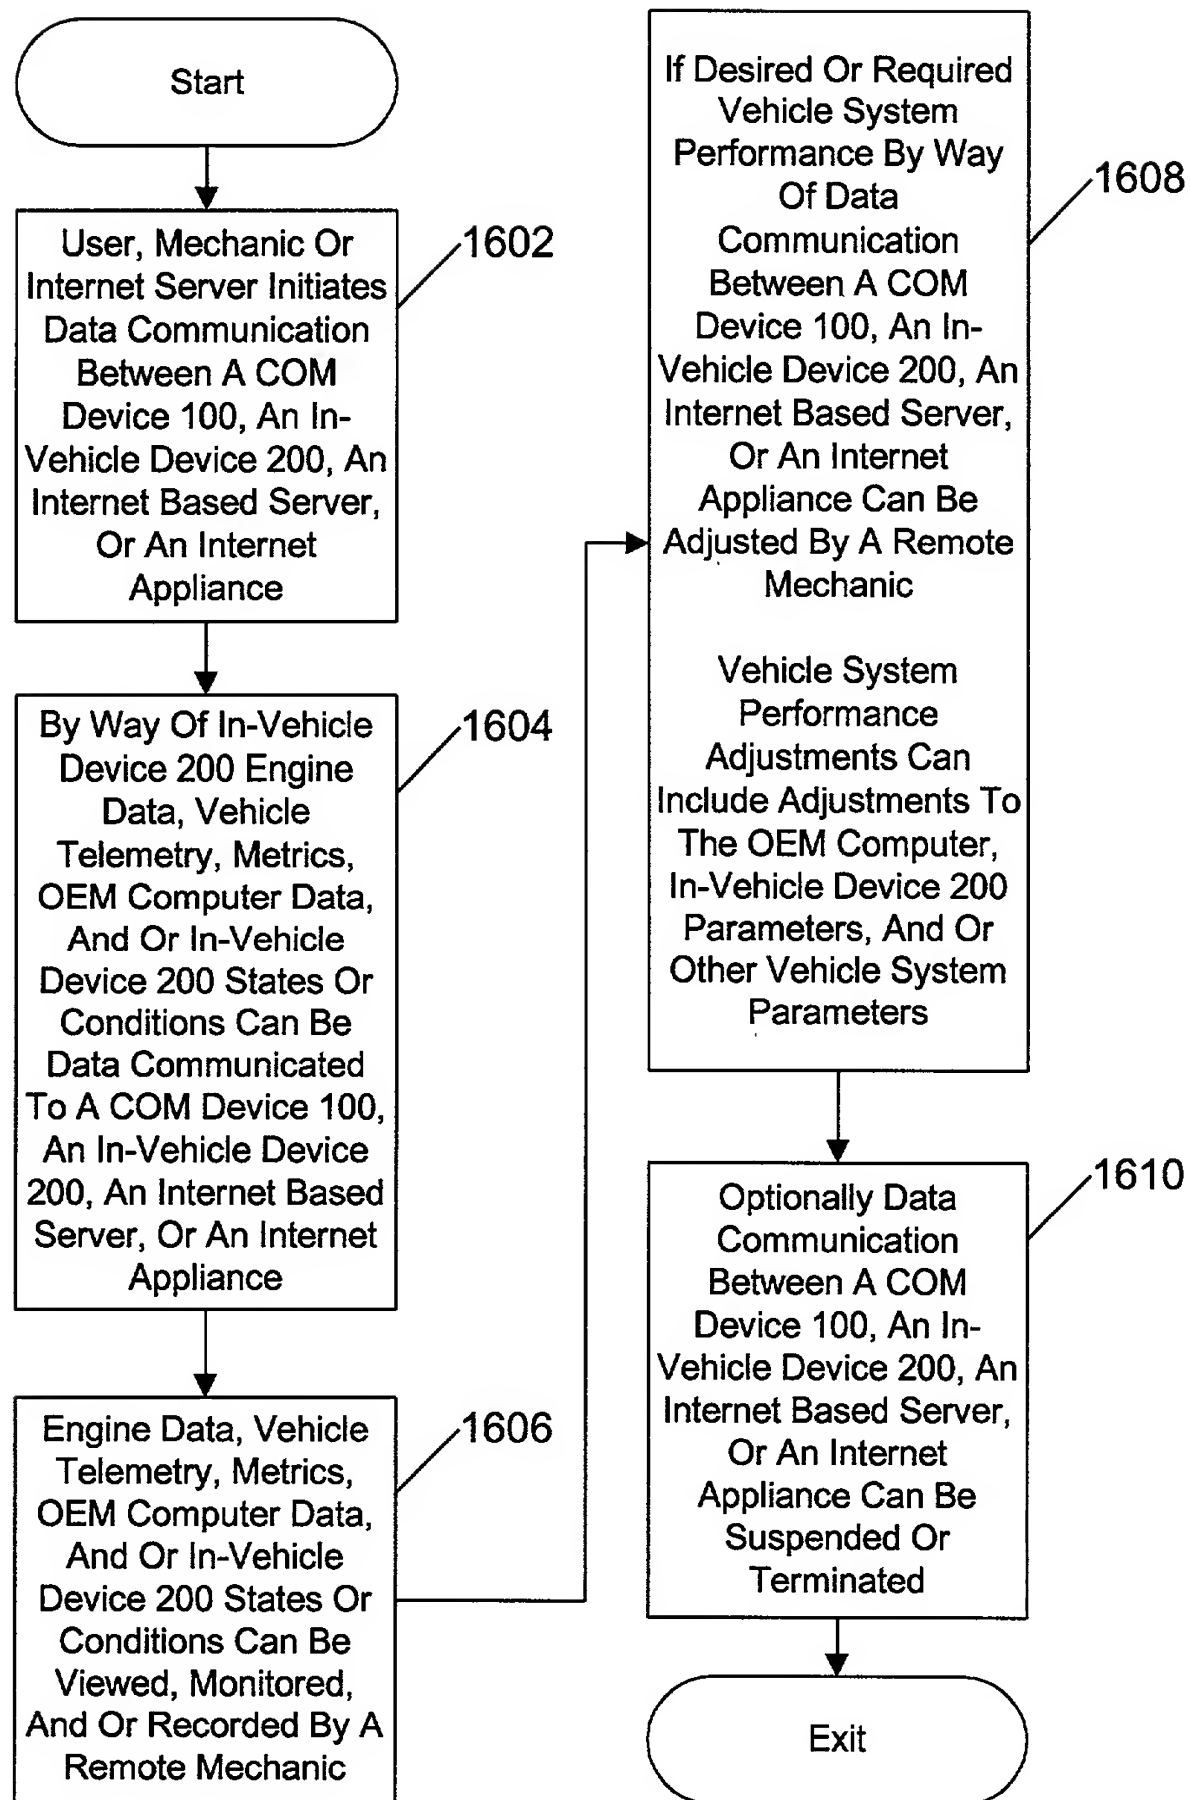 Start
User, Mechanic Or
Internet Server Initiates
Data Communication
Between A COM
Device 100, An In-
Vehicle Device 200, An
Internet Based Server,
Or An Internet
Appliance
1602
By Way Of In-Vehicle
Device 200 Engine
Data, Vehicle
Telemetry, Metrics,
OEM Computer Data,
And Or In-Vehicle
Device 200 States Or
Conditions Can Be
Data Communicated
To A COM Device 100,
An In-Vehicle Device
200, An Internet Based
Server, Or An Internet
Appliance
1604
Engine Data, Vehicle
Telemetry, Metrics,
OEM Computer Data,
And Or In-Vehicle
Device 200 States Or
Conditions Can Be
Viewed, Monitored,
And Or Recorded By A
Remote Mechanic
1606
If Desired Or Required
Vehicle System
Performance By Way
Of Data
Communication
Between A COM
Device 100, An In-
Vehicle Device 200, An
Internet Based Server,
Or An Internet
Appliance Can Be
Adjusted By A Remote
Mechanic
Vehicle System
Performance
Adjustments Can
Include Adjustments To
The OEM Computer,
In-Vehicle Device 200
Parameters, And Or
Other Vehicle System
Parameters
1608
Optionally Data
Communication
Between A COM
Device 100, An In-
Vehicle Device 200, An
Internet Based Server,
Or An Internet
Appliance Can Be
Suspended Or
Terminated
1610
Exit